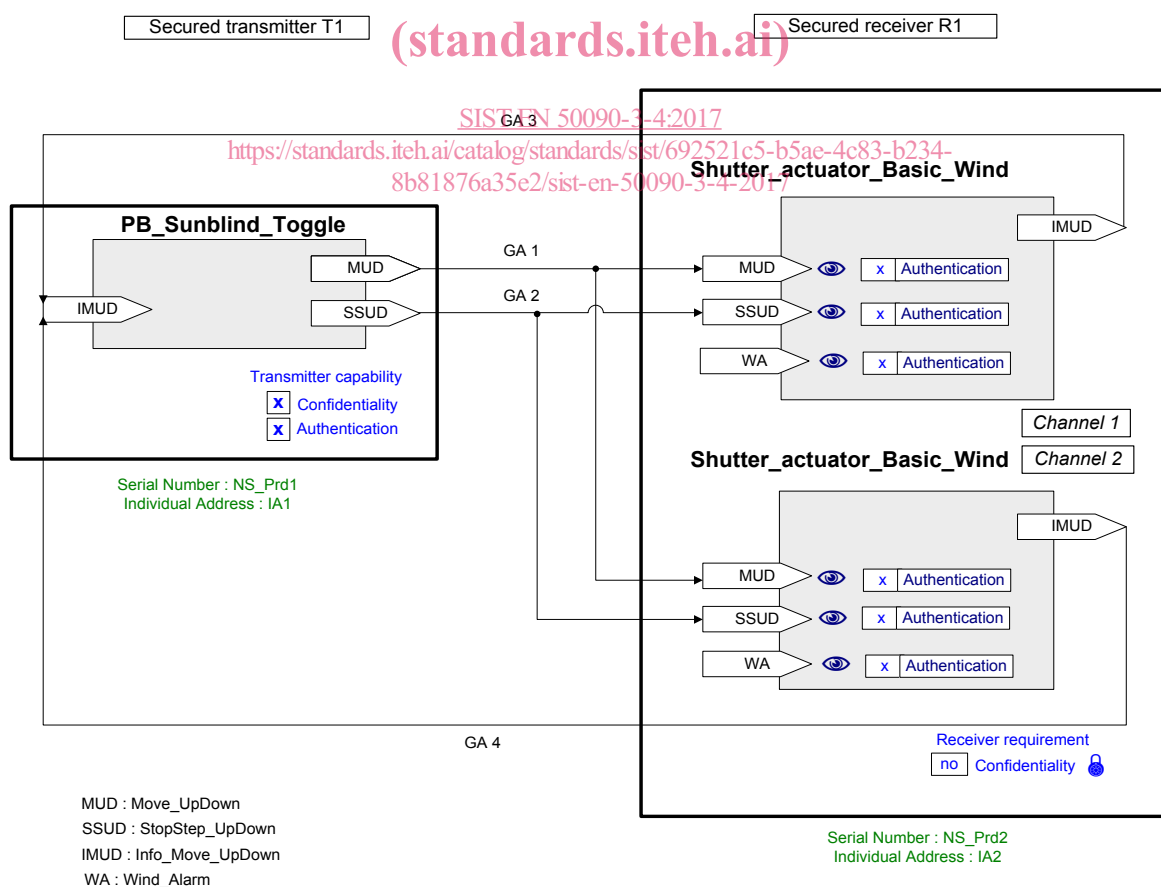 Secured transmitter T1
Secured receiver R1
(standards.iteh.ai)
SIST EN 50090-3-4:2017
GA 3
https://standards.iteh.ai/catalog/standards/sist/692521c5-b5ae-4c83-b234-
8b81876a35e2/sist-en-50090-3-4-2017
Shutter_actuator_Basic_Wind
PB_Sunblind_Toggle
IMUD
MUD
GA 1
MUD
x Authentication
GA 2
IMUD
SSUD
SSUD
x Authentication
WA
x Authentication
Transmitter capability
x Confidentiality
x Authentication
Channel 1
Shutter_actuator_Basic_Wind
Channel 2
Serial Number : NS_Prd1
Individual Address : IA1
IMUD
MUD
x Authentication
SSUD
x Authentication
WA
x Authentication
GA 4
Receiver requirement
no Confidentiality
MUD : Move_UpDown
SSUD : StopStep_UpDown
IMUD : Info_Move_UpDown
WA : Wind_Alarm
Serial Number : NS_Prd2
Individual Address : IA2